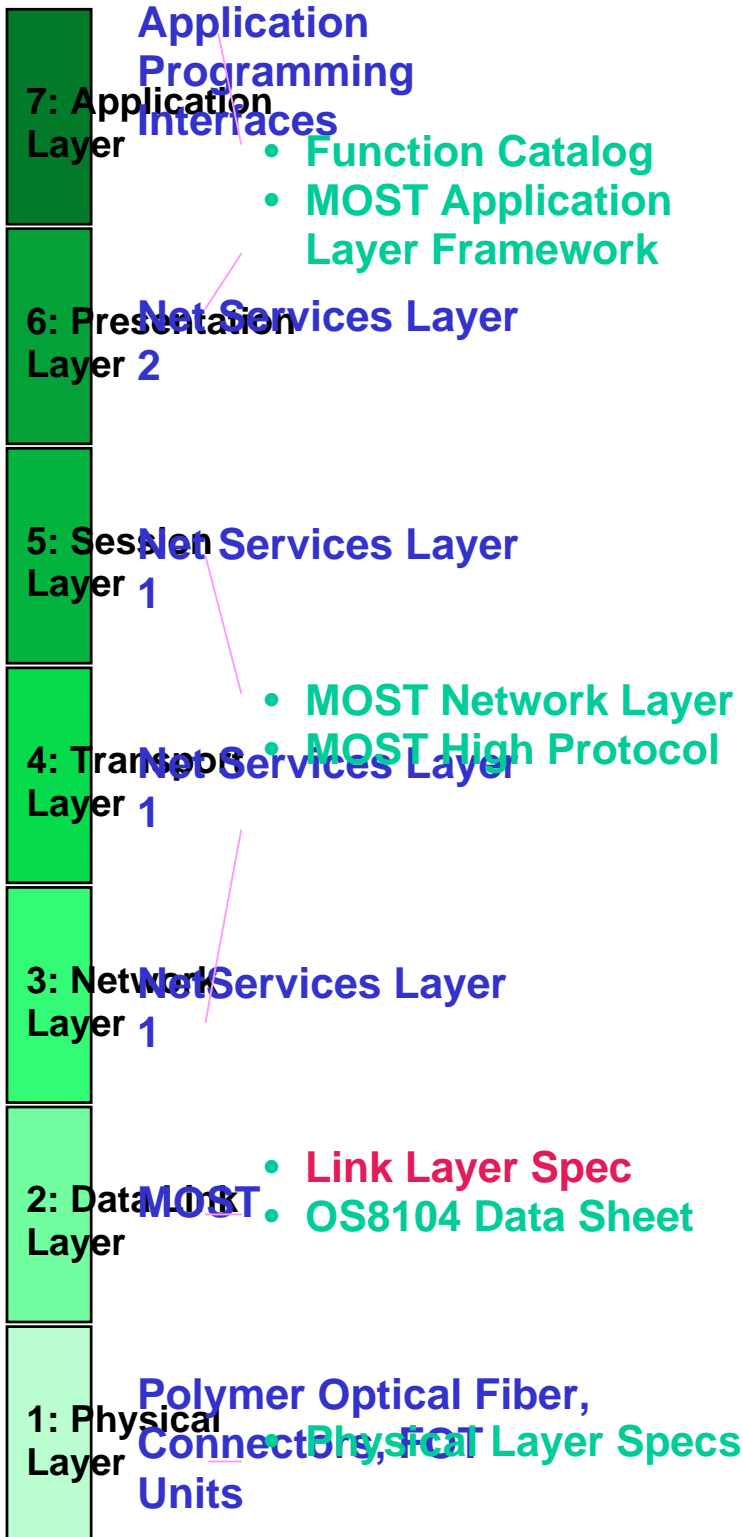 Application
Programming
Interfaces
7: Application
Layer
• Function Catalog
• MOST Application
Layer Framework
6: Presentation
Layer
Net Services Layer
2
5: Session
Layer
Net Services Layer
1
• MOST Network Layer
• MOST High Protocol
4: Transport
Layer
Net Services Layer
1
3: Network
Layer
NetServices Layer
1
• Link Layer Spec
• OS8104 Data Sheet
2: Data Link
Layer
MOST
1: Physical
Layer
Polymer Optical Fiber,
Connectors, FOT
Units
• Physical Layer Specs